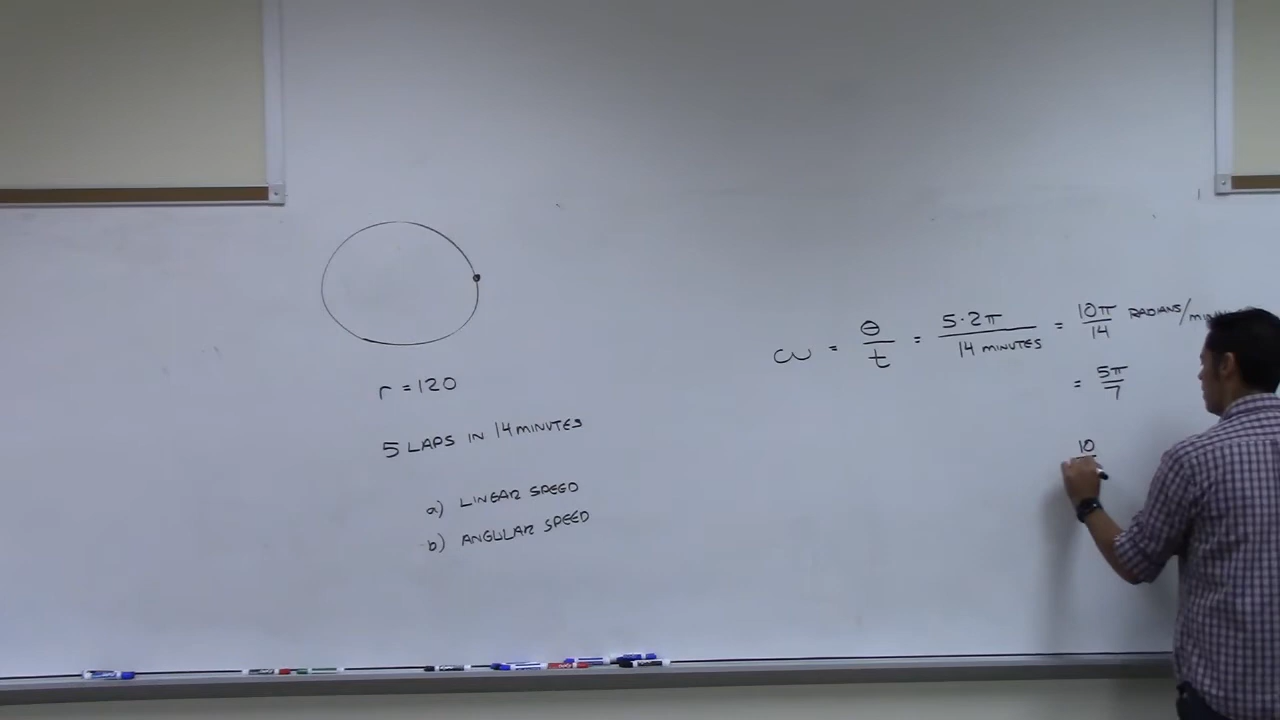 r = 120
5 LAPS IN 14 MINUTES
a) LINEAR SPEED
b) ANGULAR SPEED
ω = θ/t = 5·2π/14 MINUTES = 10π/14 RADIANS/
= 5π/7
10